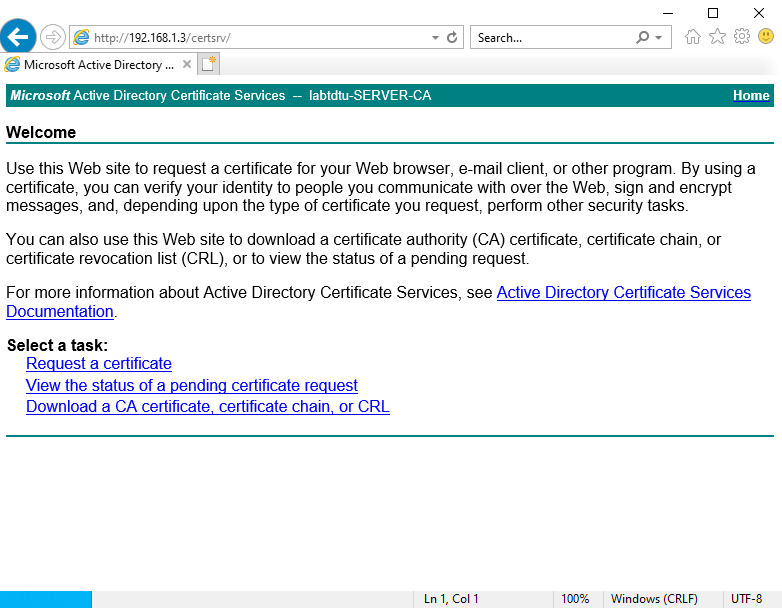 http://192.168.1.3/certsrv/
Search...
Microsoft Active Directory ...
Microsoft Active Directory Certificate Services -- labtdtu-SERVER-CA
Home
Welcome
Use this Web site to request a certificate for your Web browser, e-mail client, or other program. By using a
certificate, you can verify your identity to people you communicate with over the Web, sign and encrypt
messages, and, depending upon the type of certificate you request, perform other security tasks.
You can also use this Web site to download a certificate authority (CA) certificate, certificate chain, or
certificate revocation list (CRL), or to view the status of a pending request.
For more information about Active Directory Certificate Services, see Active Directory Certificate Services
Documentation.
Select a task:
Request a certificate
View the status of a pending certificate request
Download a CA certificate, certificate chain, or CRL
Ln 1, Col 1
100%
Windows (CRLF)
UTF-8